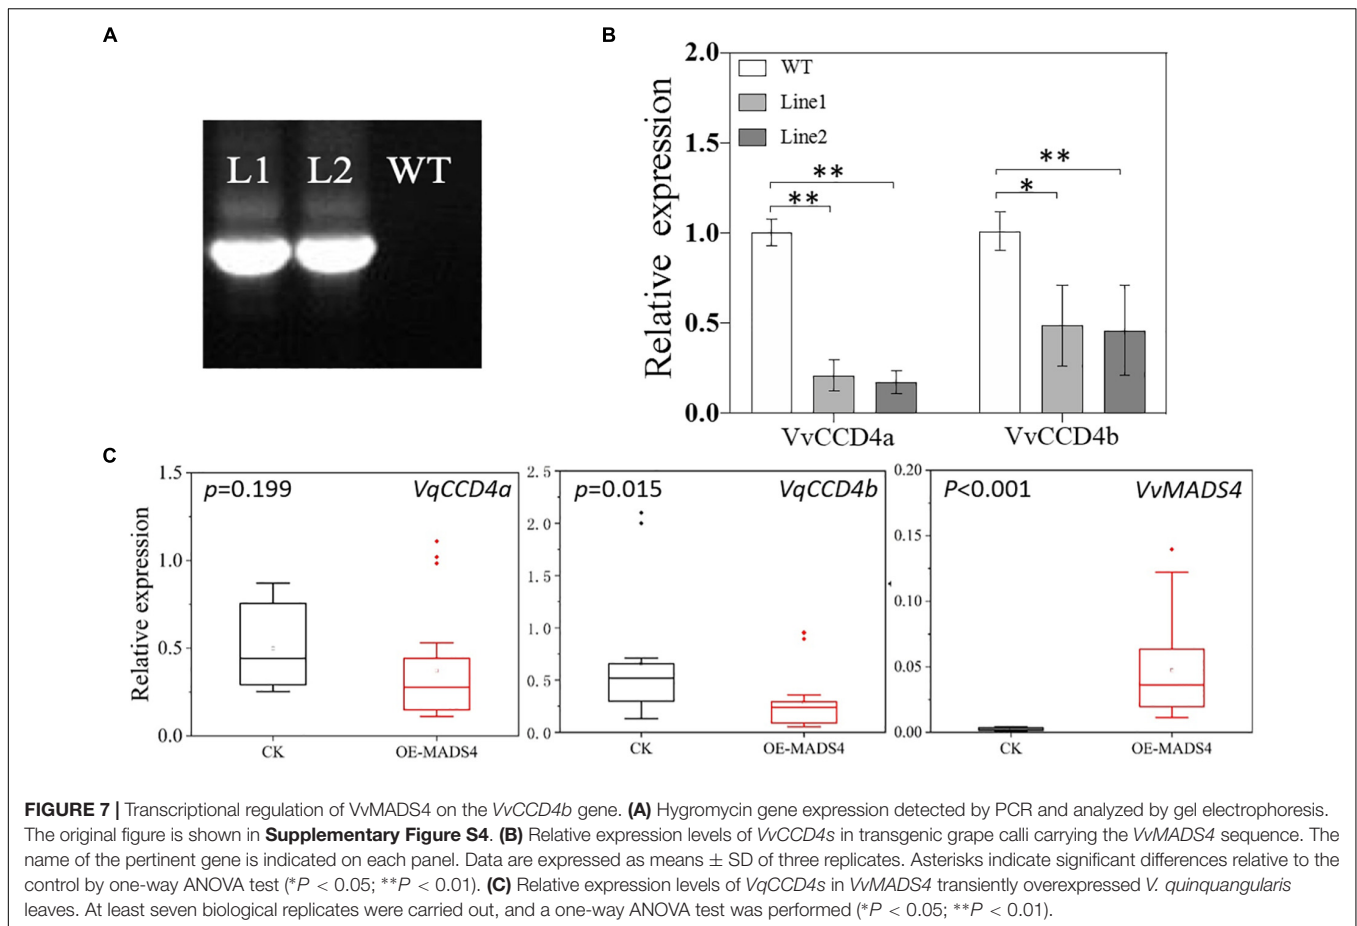 A
L1 L2 WT
B
Relative expression
2.0
1.5
1.0
0.5
0.0
WT
Line1
Line2
**
**
**
*
VvCCD4a VvCCD4b
C
Relative expression
1.5
1.0
0.5
0.0
p=0.199 VqCCD4a
CK OE-MADS4
2.5
2.0
1.5
1.0
0.5
0.0
p=0.015 VqCCD4b
CK OE-MADS4
0.20
0.15
0.10
0.05
0.00
P<0.001 VvMADS4
CK OE-MADS4
FIGURE 7 | Transcriptional regulation of VvMADS4 on the VvCCD4b gene. (A) Hygromycin gene expression detected by PCR and analyzed by gel electrophoresis.
The original figure is shown in Supplementary Figure S4. (B) Relative expression levels of VvCCD4s in transgenic grape calli carrying the VvMADS4 sequence. The
name of the pertinent gene is indicated on each panel. Data are expressed as means ± SD of three replicates. Asterisks indicate significant differences relative to the
control by one-way ANOVA test (*P < 0.05; **P < 0.01). (C) Relative expression levels of VqCCD4s in VvMADS4 transiently overexpressed V. quinquangularis
leaves. At least seven biological replicates were carried out, and a one-way ANOVA test was performed (*P < 0.05; **P < 0.01).